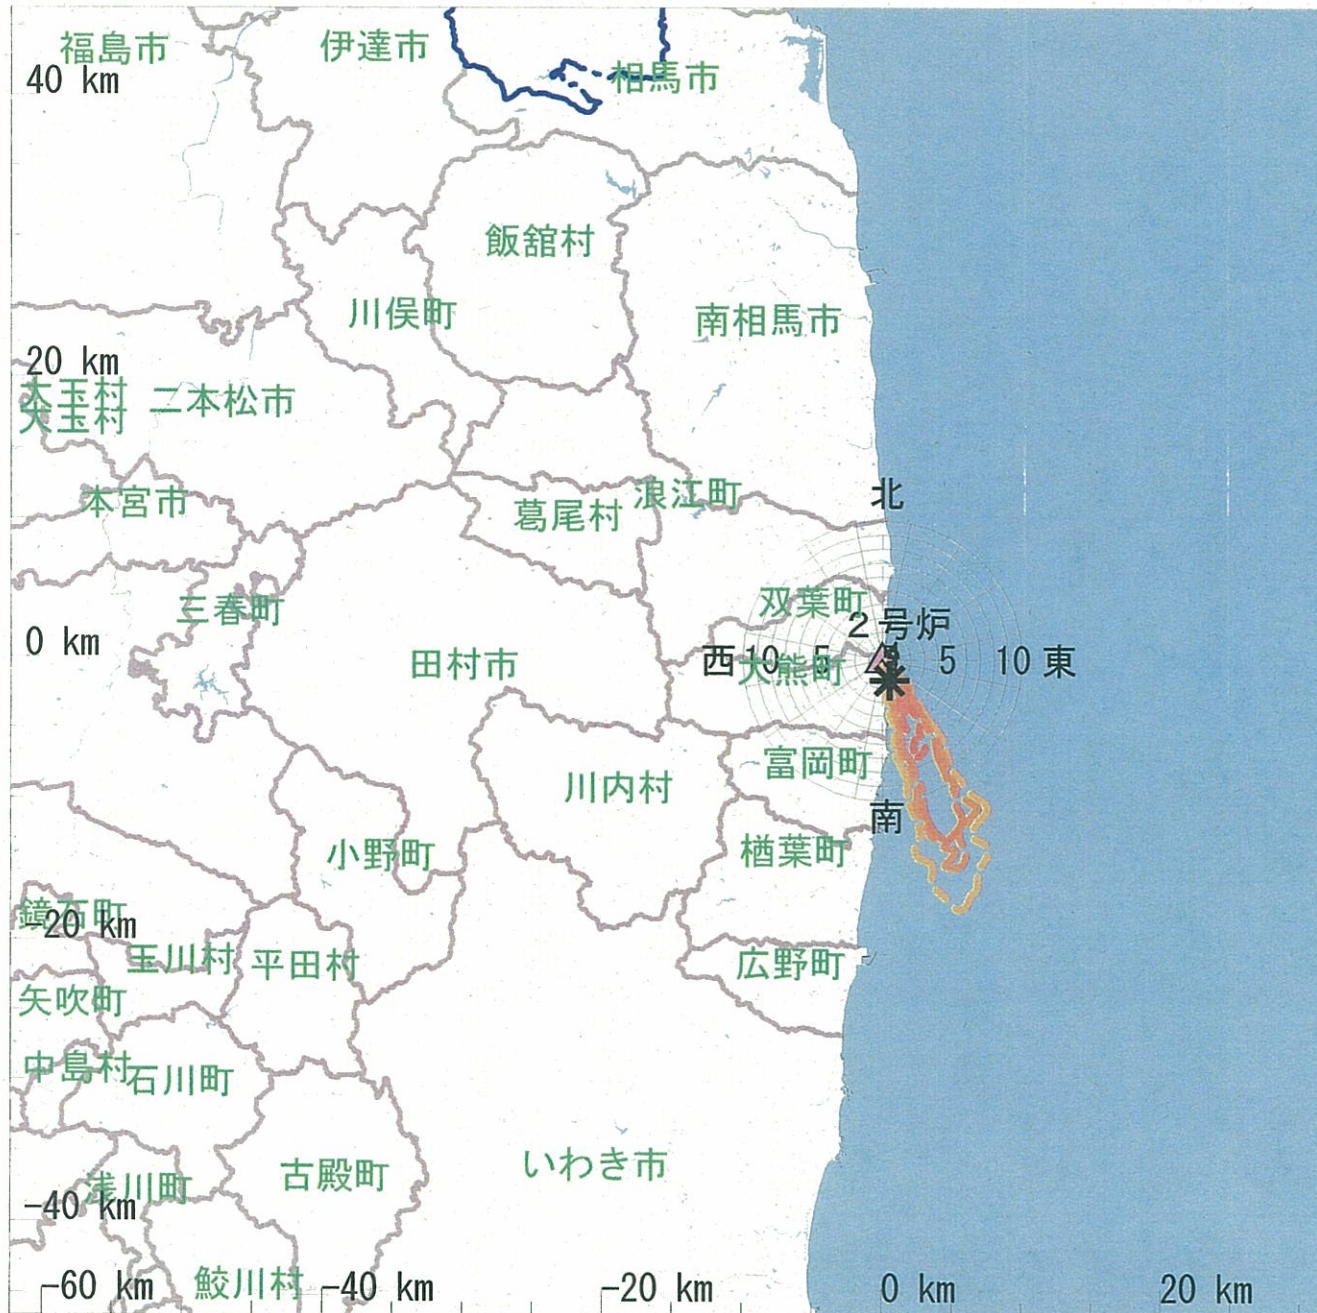 福島市
伊達市
相馬市
40 km
飯舘村
川俣町
南相馬市
20 km
大玉村
大玉村
二本松市
本宮市
葛尾村
浪江町
北
三春町
双葉町
2号炉
0 km
田村市
西
10
5
大熊町
5
10
東
富岡町
川内村
南
小野町
楢葉町
鏡石町
-20 km
玉川村
平田村
広野町
矢吹町
中島村
石川町
いわき市
古殿町
浅川町
-40 km
-60 km
鮫川村
-40 km
-20 km
0 km
20 km